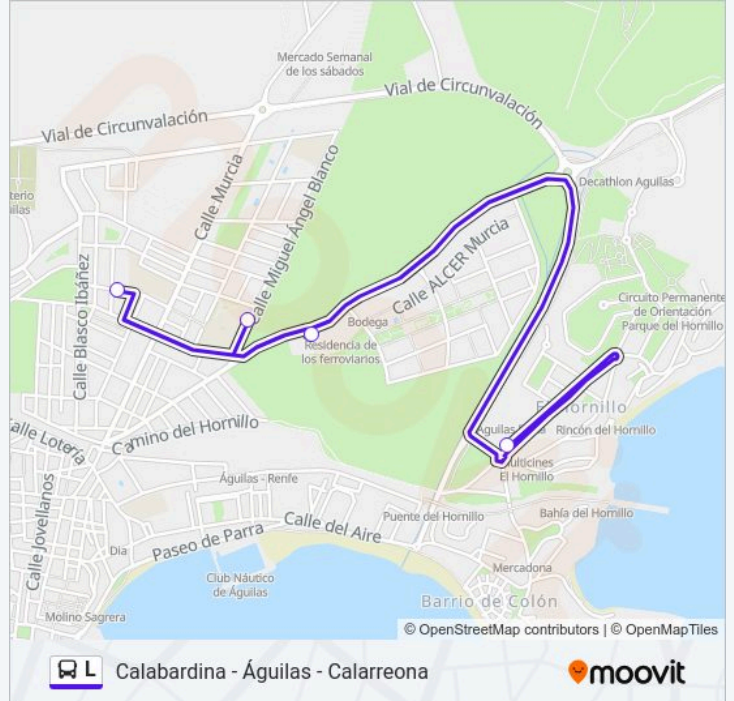 Mercado Semanal
de los sábados
Vial de Circunvalación
Vial de Circunvalación
Decathlon Aguilas
Calle Murcia
Calle Miguel Ángel Blanco
Calle ALCER Murcia
Calle Blasco Ibáñez
Circuito Permanente
de Orientación
Parque del Hornillo
Bodega
Residencia de
los ferroviarios
Rincón del Hornillo
El Hornillo
Camino del Hornillo
Águilas - Renfe
Puente del Hornillo
Bahía del Hornillo
Calle Jovellanos
Dia
Paseo de Parra
Calle del Aire
Club Náutico
de Águilas
Mercadona
Barrio de Colón
Molino Sagrera
© OpenStreetMap contributors | © OpenMapTiles
L Calabardina - Águilas - Calarreona
moovit